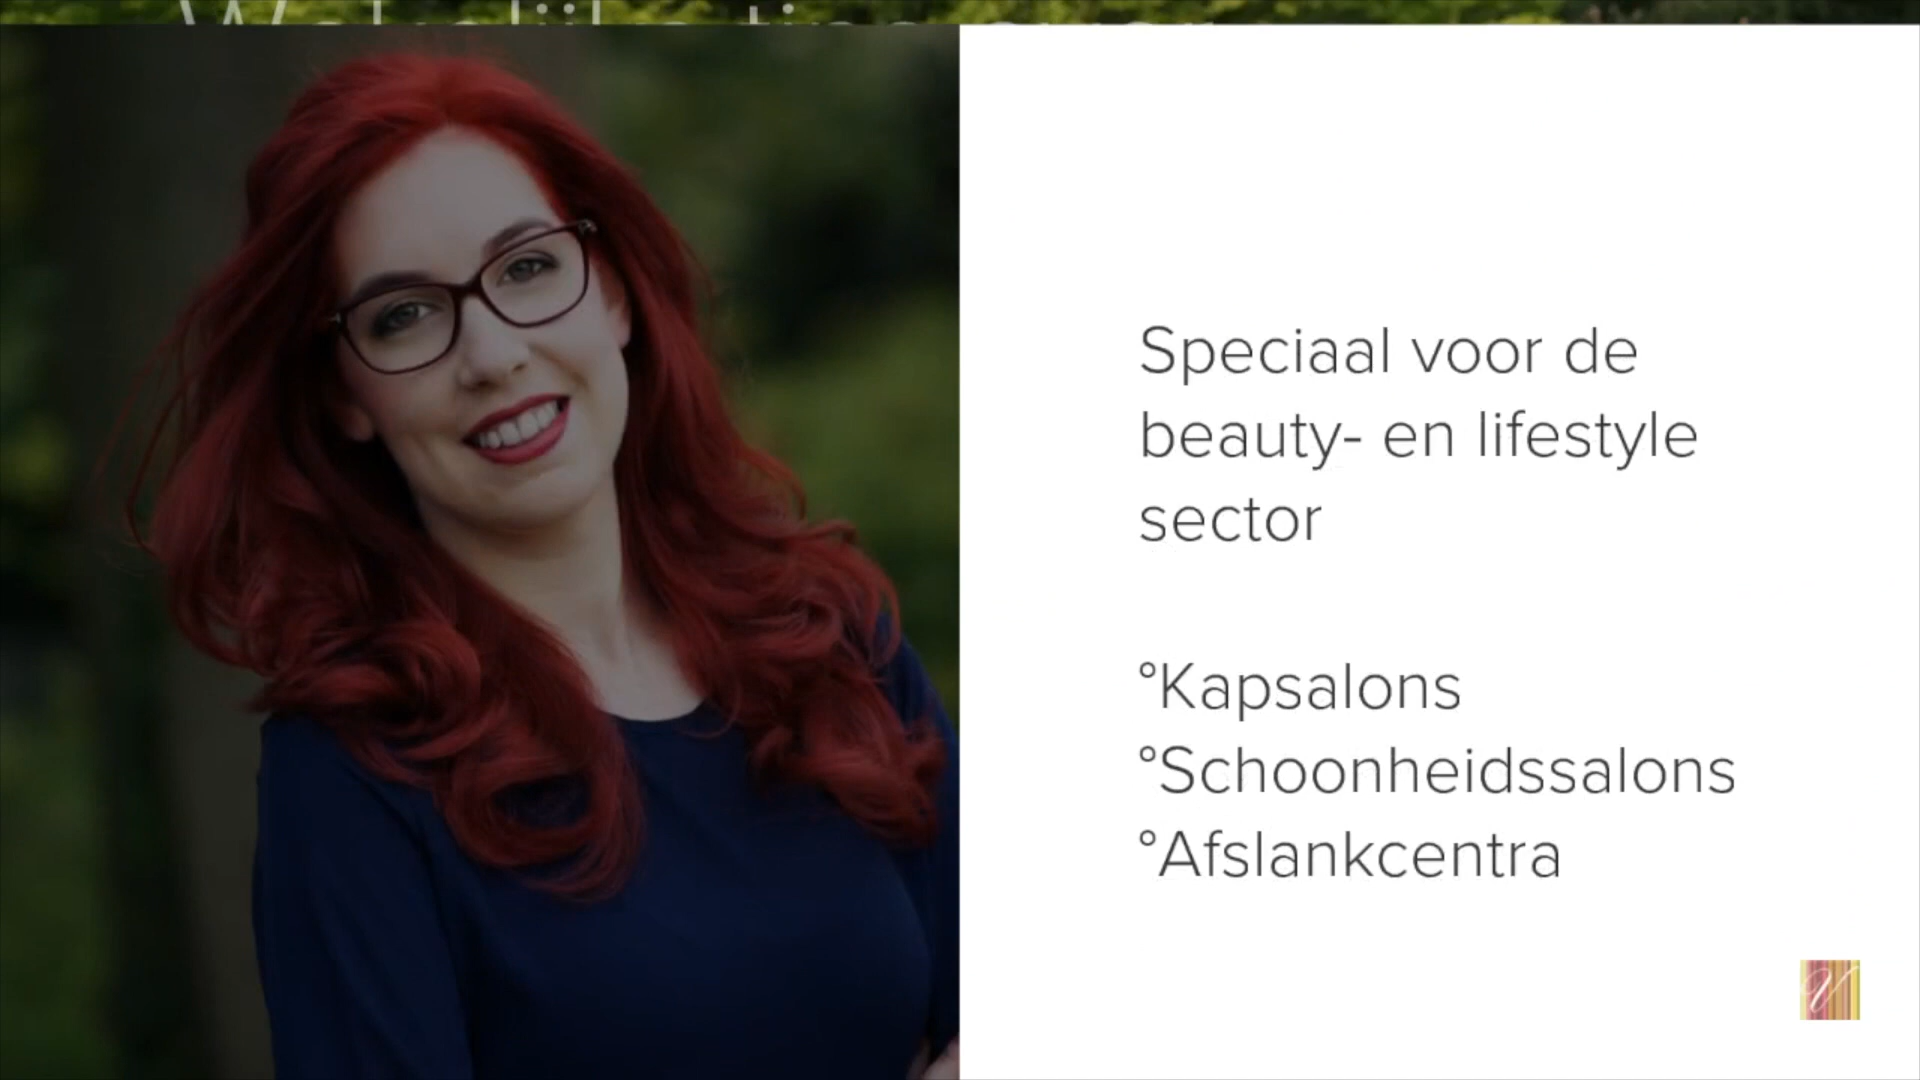 Speciaal voor de
beauty- en lifestyle
sector
°Kapsalons
°Schoonheidssalons
°Afslankcentra
V